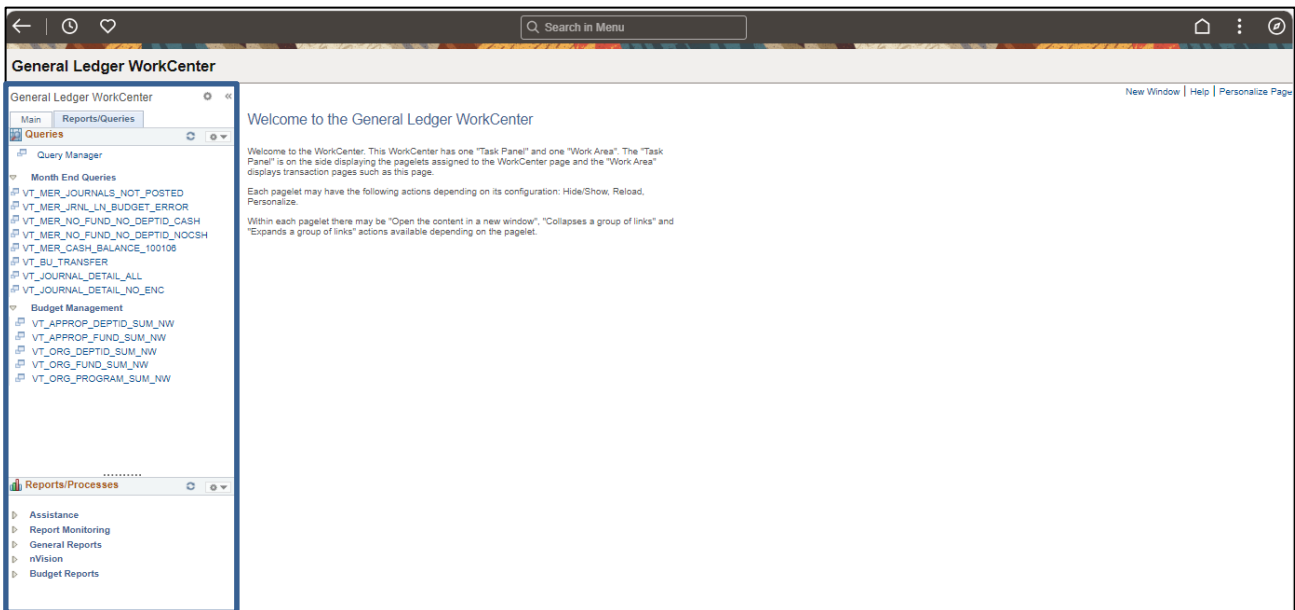 Search in Menu
General Ledger WorkCenter
General Ledger WorkCenter
New Window | Help | Personalize Page
Main Reports/Queries
Queries
Query Manager
Month End Queries
VT_MER_JOURNALS_NOT_POSTED
VT_MER_JRNL_LN_BUDGET_ERROR
VT_MER_NO_FUND_NO_DEPTID_CASH
VT_MER_NO_FUND_NO_DEPTID_NOCSH
VT_MER_CASH_BALANCE_100106
VT_BU_TRANSFER
VT_JOURNAL_DETAIL_ALL
VT_JOURNAL_DETAIL_NO_ENC
Budget Management
VT_APPROP_DEPTID_SUM_NW
VT_APPROP_FUND_SUM_NW
VT_ORG_DEPTID_SUM_NW
VT_ORG_FUND_SUM_NW
VT_ORG_PROGRAM_SUM_NW
Reports/Processes
Assistance
Report Monitoring
General Reports
nVision
Budget Reports
Welcome to the General Ledger WorkCenter
Welcome to the WorkCenter. This WorkCenter has one "Task Panel" and one "Work Area". The "Task
Panel" is on the side displaying the pagelets assigned to the WorkCenter page and the "Work Area"
displays transaction pages such as this page.
Each pagelet may have the following actions depending on its configuration: Hide/Show, Reload,
Personalize.
Within each pagelet there may be "Open the content in a new window", "Collapses a group of links" and
"Expands a group of links" actions available depending on the pagelet.